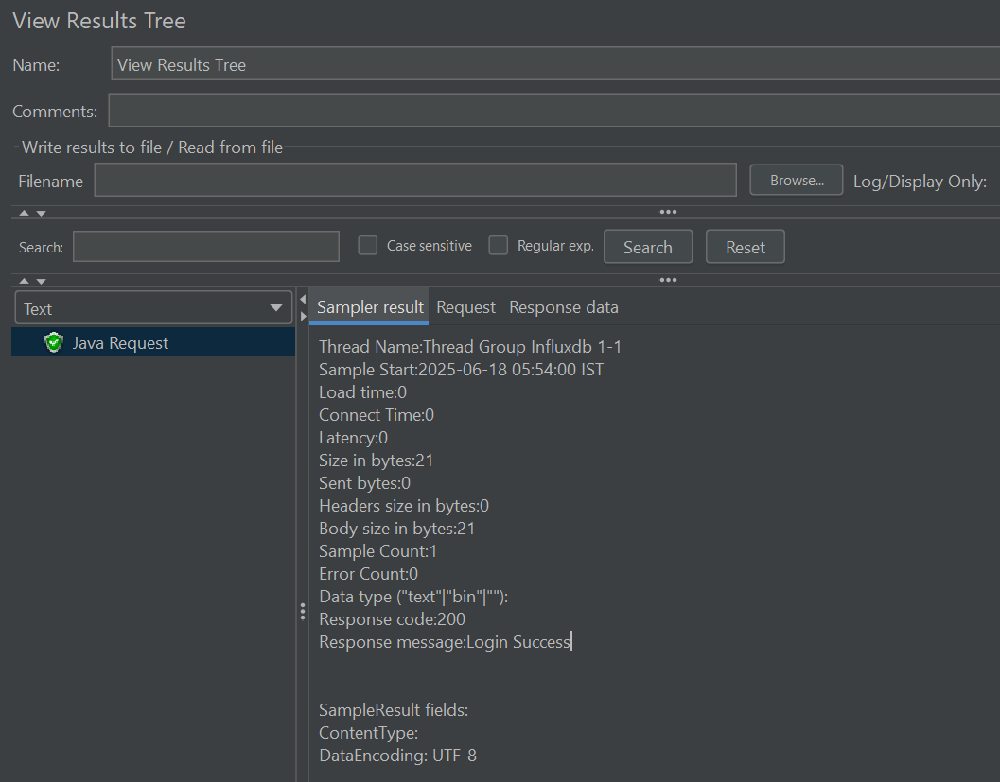 View Results Tree
Name: View Results Tree
Comments:
Write results to file / Read from file
Filename Browse... Log/Display Only:
Search: Case sensitive Regular exp. Search Reset
Text Sampler result Request Response data
Java Request
Thread Name:Thread Group Influxdb 1-1
Sample Start:2025-06-18 05:54:00 IST
Load time:0
Connect Time:0
Latency:0
Size in bytes:21
Sent bytes:0
Headers size in bytes:0
Body size in bytes:21
Sample Count:1
Error Count:0
Data type ("text"|"bin"|""):
Response code:200
Response message:Login Success
SampleResult fields:
ContentType:
DataEncoding: UTF-8